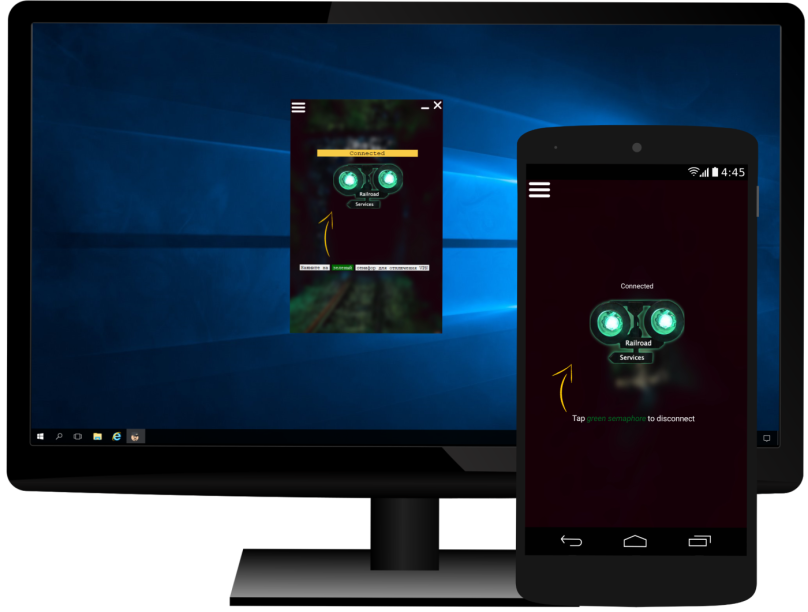 Connected
Railroad
Services
Нажмите на зеленый семафор для отключения VPN
4:45
Connected
Railroad
Services
Tap green semaphore to disconnect